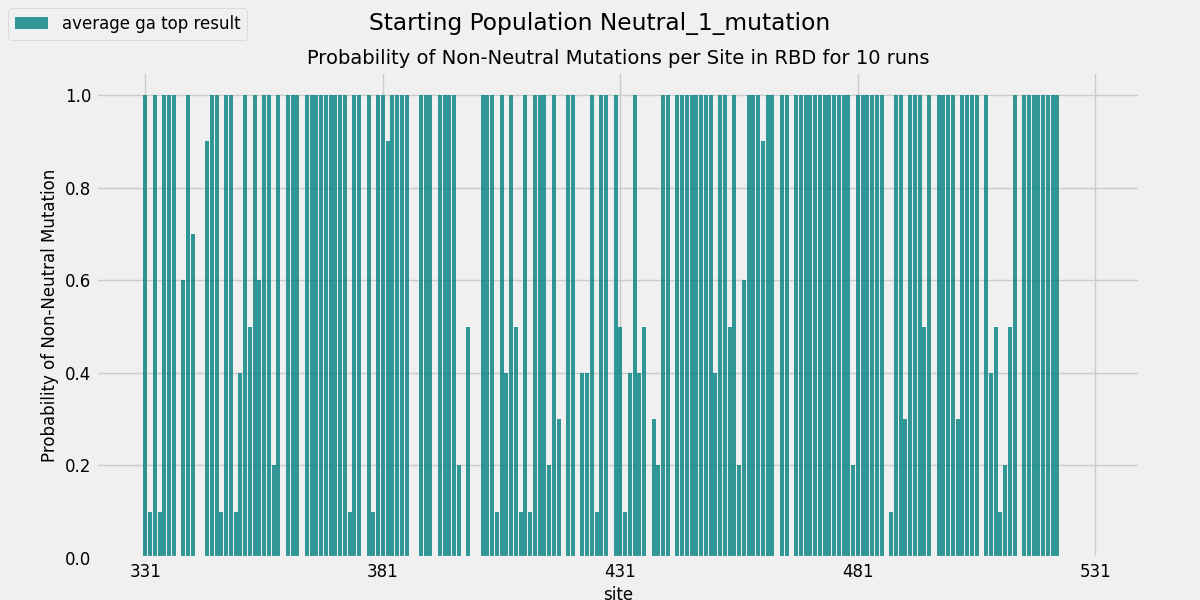 average ga top result
Starting Population Neutral_1_mutation
Probability of Non-Neutral Mutations per Site in RBD for 10 runs
Probability of Non-Neutral Mutation
1.0
0.8
0.6
0.4
0.2
0.0
331 381 431 481 531
site